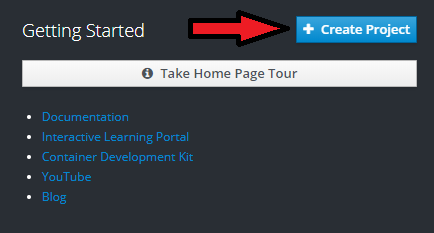 Getting Started
Create Project
Take Home Page Tour
Documentation
Interactive Learning Portal
Container Development Kit
YouTube
Blog